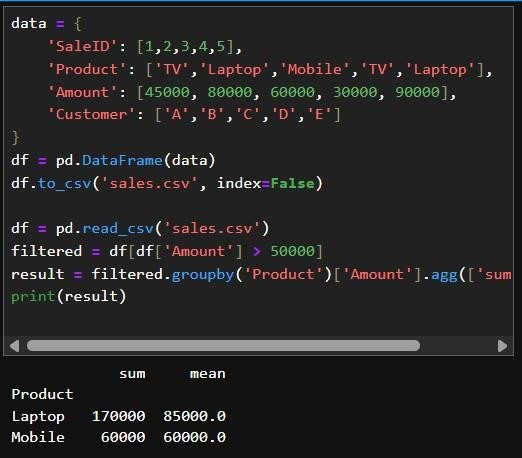 data = {
    'SaleID': [1,2,3,4,5],
    'Product': ['TV','Laptop','Mobile','TV','Laptop'],
    'Amount': [45000, 80000, 60000, 30000, 90000],
    'Customer': ['A','B','C','D','E']
}
df = pd.DataFrame(data)
df.to_csv('sales.csv', index=False)

df = pd.read_csv('sales.csv')
filtered = df[df['Amount'] > 50000]
result = filtered.groupby('Product')['Amount'].agg(['sum
print(result)

            sum     mean
Product
Laptop   170000  85000.0
Mobile    60000  60000.0